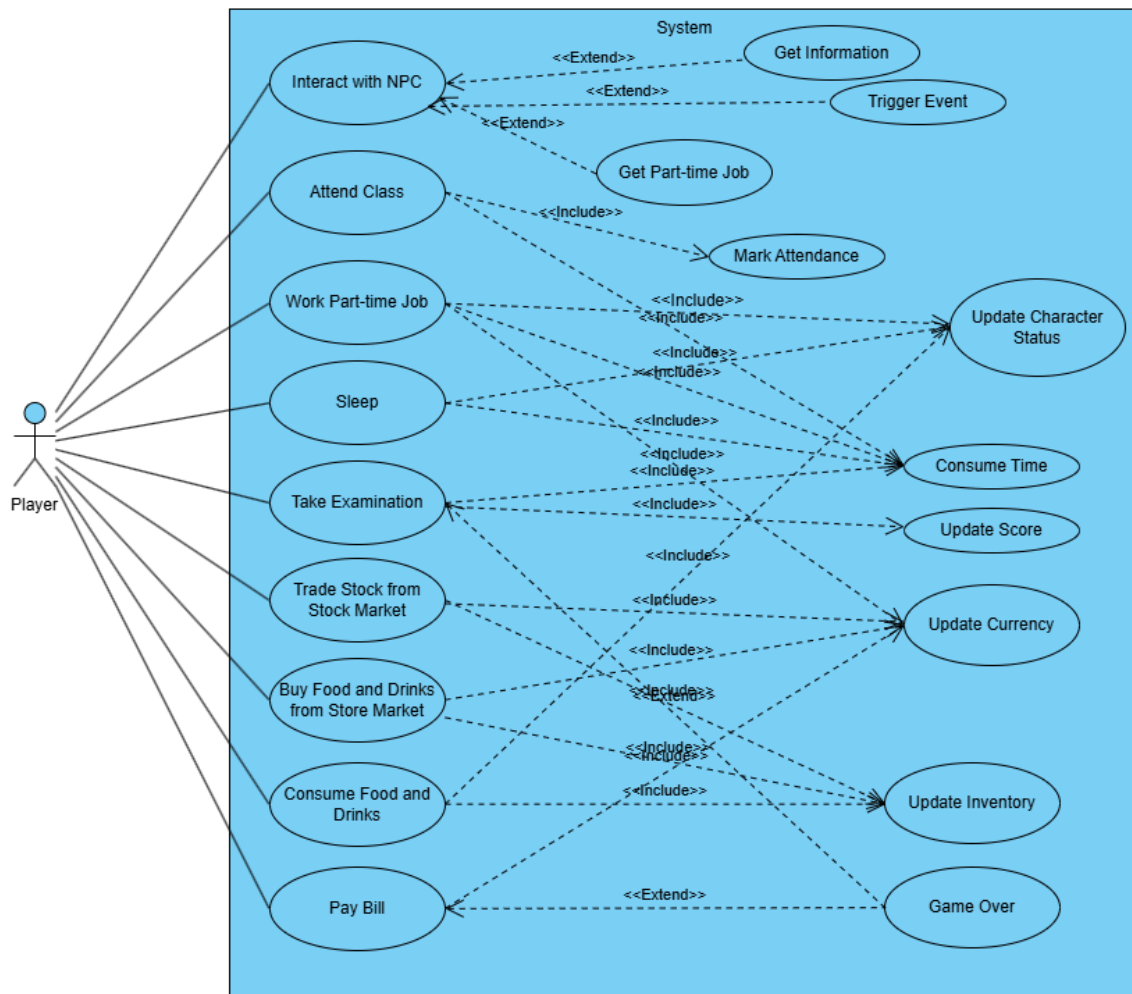 System
Get Information
<<Extend>>
Interact with NPC
<<Extend>>
Trigger Event
<<Extend>>
Get Part-time Job
Attend Class
<<Include>>
Mark Attendance
Work Part-time Job
<<Include>>
<<Include>>
Update Character
Status
<<Include>>
<<Include>>
Sleep
<<Include>>
<<Include>>
<<Include>>
Consume Time
Player
Take Examination
<<Include>>
Update Score
<<Include>>
Trade Stock from
Stock Market
<<Include>>
Update Currency
<<Include>>
Buy Food and Drinks
from Store Market
<<Include>>
<<Extend>>
<<Include>>
<<Include>>
Consume Food and
Drinks
<<Include>>
Update Inventory
Pay Bill
<<Extend>>
Game Over